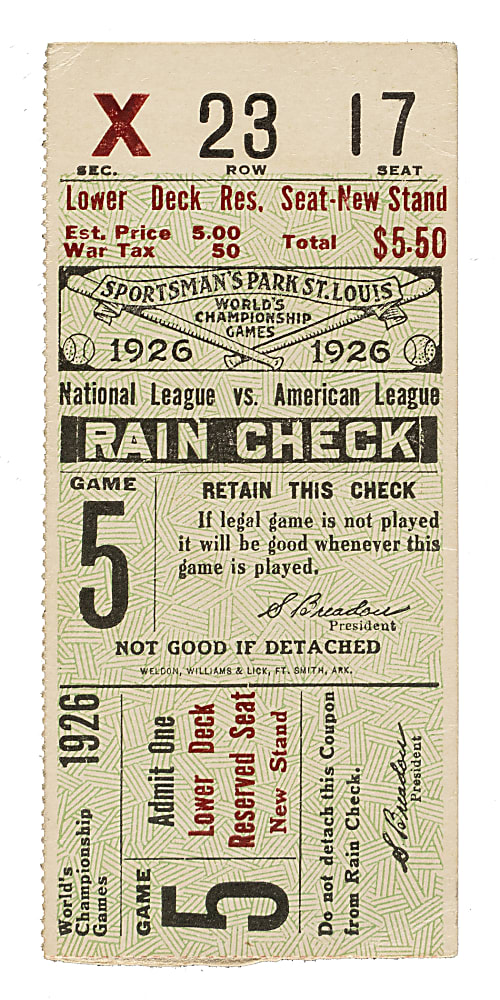 X 23 17
SEC. ROW SEAT
Lower Deck Res. Seat-New Stand
Est. Price 5.00
War Tax 50
Total $5.50
SPORTSMAN'S PARK ST. LOUIS
WORLD'S
CHAMPIONSHIP
GAMES
1926 1926
National League vs. American League
RAIN CHECK
GAME
5
RETAIN THIS CHECK
If legal game is not played
it will be good whenever this
game is played.
S Breadon
President
NOT GOOD IF DETACHED
WELDON, WILLIAMS & LICK, FT. SMITH, ARK.
1926
World's
Championship
Games
Admit One
Lower Deck
Reserved Seat
New Stand
GAME
5
Do not detach this Coupon
from Rain Check.
S Breadon
President